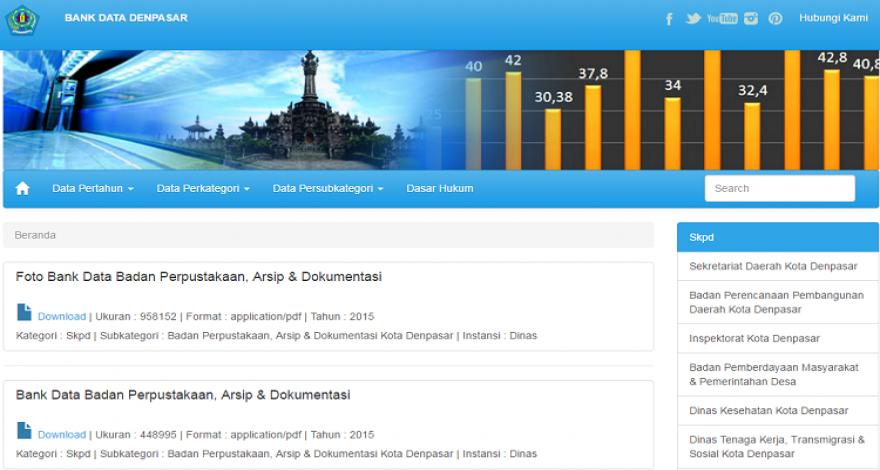 BANK DATA DENPASAR
You Tube
Hubungi Kami
40
42
30,38
37,8
34
32,4
42,8
40,8
25
Data Pertahun
Data Perkategori
Data Persubkategori
Dasar Hukum
Search
Beranda
Foto Bank Data Badan Perpustakaan, Arsip & Dokumentasi
Download | Ukuran : 958152 | Format : application/pdf | Tahun : 2015
Kategori : Skpd | Subkategori : Badan Perpustakaan, Arsip & Dokumentasi Kota Denpasar | Instansi : Dinas
Bank Data Badan Perpustakaan, Arsip & Dokumentasi
Download | Ukuran : 448995 | Format : application/pdf | Tahun : 2015
Kategori : Skpd | Subkategori : Badan Perpustakaan, Arsip & Dokumentasi Kota Denpasar | Instansi : Dinas
Skpd
Sekretariat Daerah Kota Denpasar
Badan Perencanaan Pembangunan
Daerah Kota Denpasar
Inspektorat Kota Denpasar
Badan Pemberdayaan Masyarakat
& Pemerintahan Desa
Dinas Kesehatan Kota Denpasar
Dinas Tenaga Kerja, Transmigrasi &
Sosial Kota Denpasar